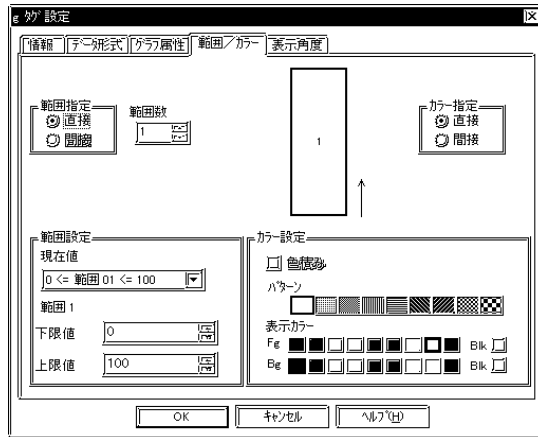 g ﾀｸﾞ設定
情報 ﾃﾞｰﾀ形式 ｸﾞﾗﾌ属性 範囲/ｶﾗｰ 表示角度
範囲指定
直接
間接
範囲数
1
1
ｶﾗｰ指定
直接
間接
範囲設定
現在値
0 <= 範囲 01 <= 100
範囲 1
下限値 0
上限値 100
ｶﾗｰ設定
色積み
ﾊﾟﾀｰﾝ
表示ｶﾗｰ
Fg Blk
Bg Blk
OK ｷｬﾝｾﾙ ﾍﾙﾌﾟ(H)